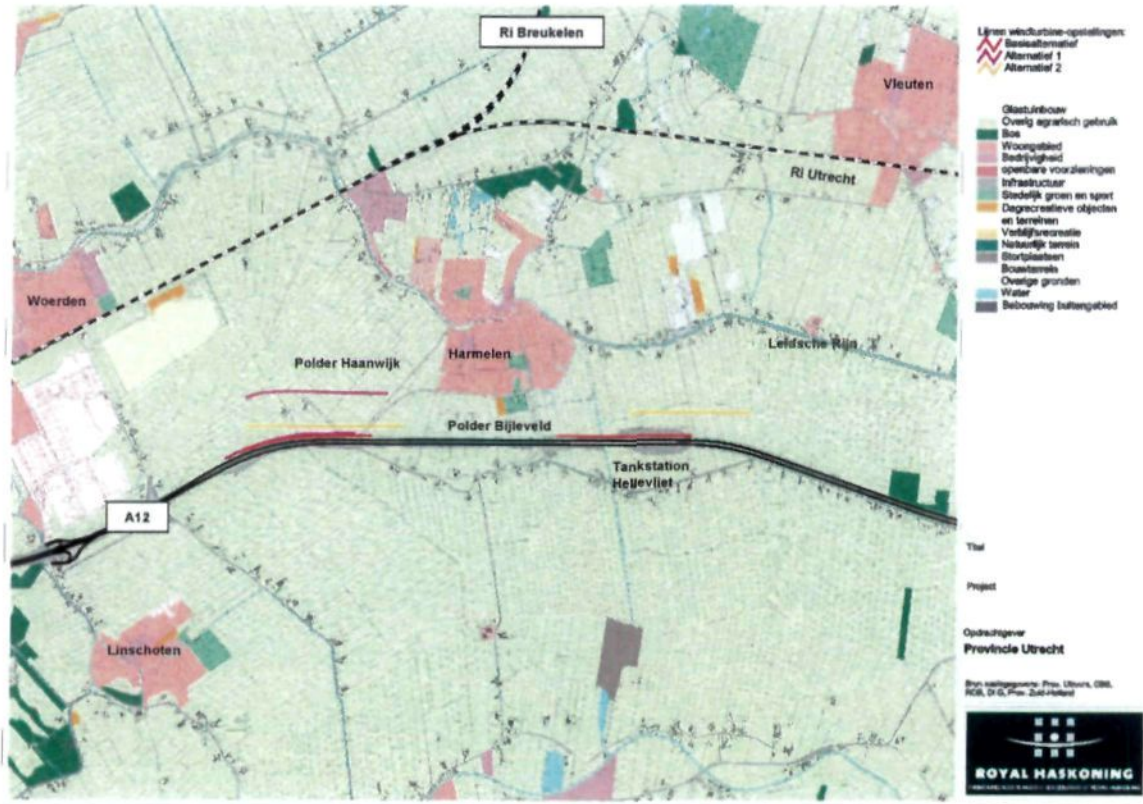 Ri Breukelen
Vleuten
Ri Utrecht
Woerden
Harmelen
Leidsche Rijn
Polder Haanwijk
Polder Bijleveld
Tankstation
Hellevliet
A12
Linschoten
Lijnen windturbine-opstellingen:
Basisalternatief
Alternatief 1
Alternatief 2
Glastuinbouw
Overig agrarisch gebruik
Bos
Woongebied
Bedrijvigheid
openbare voorzieningen
Infrastructuur
Stedelijk groen en sport
Dagrecreatieve objecten
en terreinen
Verblijfsrecreatie
Natuurlijk terrein
Stortplaatsen
Bouwterrein
Overige gronden
Water
Bebouwing buitengebied
Titel
Project
Opdrachtgever
Provincie Utrecht
ROYAL HASKONING